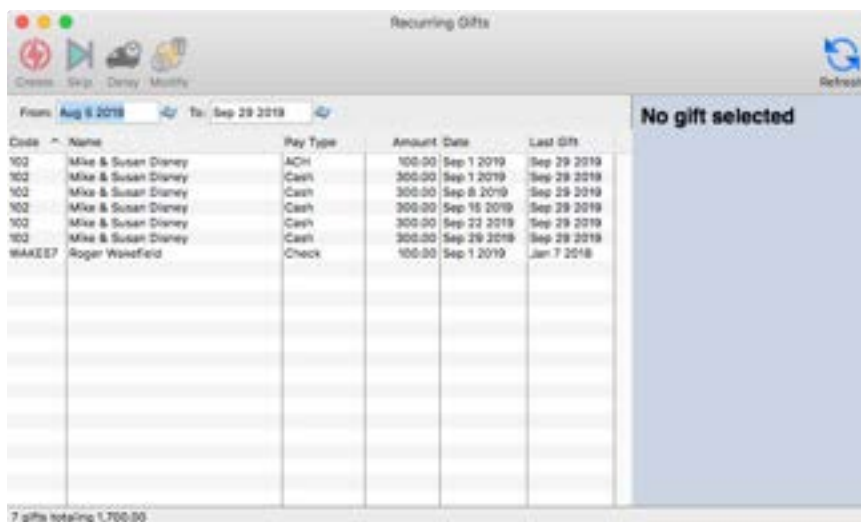 Recurring Gifts
Create Skip Delay Modify Refresh
From: Aug 5 2019 To: Sep 29 2019
No gift selected
Code Name Pay Type Amount Date Last Gift
102 Mike & Susan Disney ACH 100.00 Sep 1 2019 Sep 29 2019
102 Mike & Susan Disney Cash 300.00 Sep 1 2019 Sep 29 2019
102 Mike & Susan Disney Cash 300.00 Sep 8 2019 Sep 29 2019
102 Mike & Susan Disney Cash 300.00 Sep 15 2019 Sep 29 2019
102 Mike & Susan Disney Cash 300.00 Sep 22 2019 Sep 29 2019
102 Mike & Susan Disney Cash 300.00 Sep 29 2019 Sep 29 2019
Roger Wakefield Check 100.00 Sep 1 2019 Jan 7 2018
7 gifts totaling 1,700.00